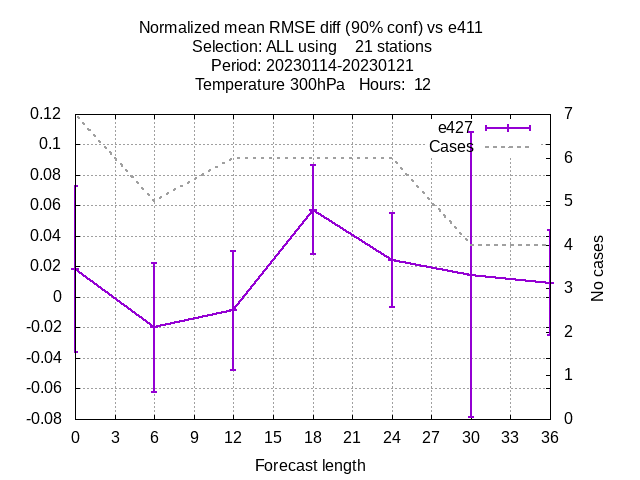 Normalized mean RMSE diff (90% conf) vs e411
Selection: ALL using    21 stations
Period: 20230114-20230121
Temperature 300hPa   Hours:  12
0.12
0.1
0.08
0.06
0.04
0.02
0
-0.02
-0.04
-0.06
-0.08
e427
Cases
7
6
5
4
3
2
1
0
No cases
0 3 6 9 12 15 18 21 24 27 30 33 36
Forecast length